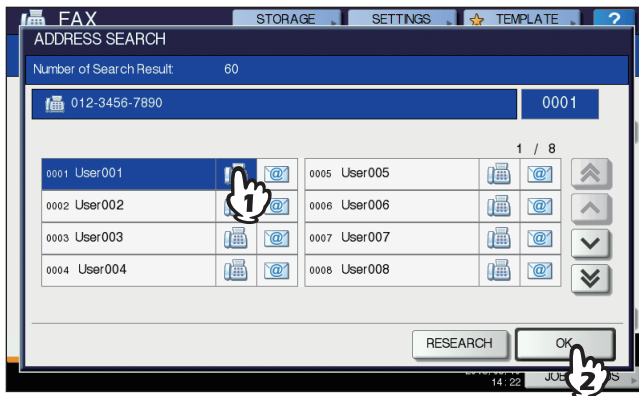 FAX STORAGE SETTINGS TEMPLATE ?
ADDRESS SEARCH
Number of Search Result: 60
012-3456-7890 0001
1 / 8
0001 User001 @ 0005 User005 @
0002 User002 @ 0006 User006 @
0003 User003 @ 0007 User007 @
0004 User004 @ 0008 User008 @
1
RESEARCH OK
2
14:22